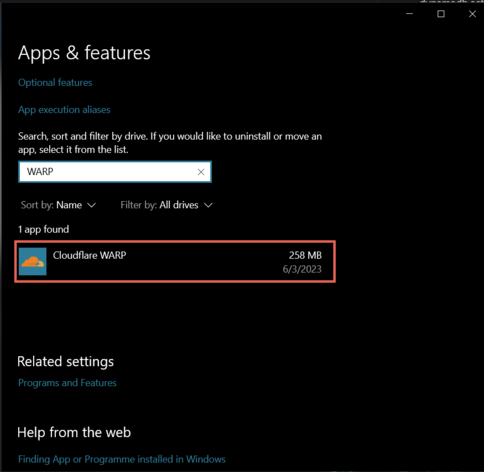 Apps & features
Optional features
App execution aliases
Search, sort and filter by drive. If you would like to uninstall or move an
app, select it from the list.
WARP
Sort by: Name Filter by: All drives
1 app found
Cloudflare WARP 258 MB
6/3/2023
Related settings
Programs and Features
Help from the web
Finding App or Programme installed in Windows